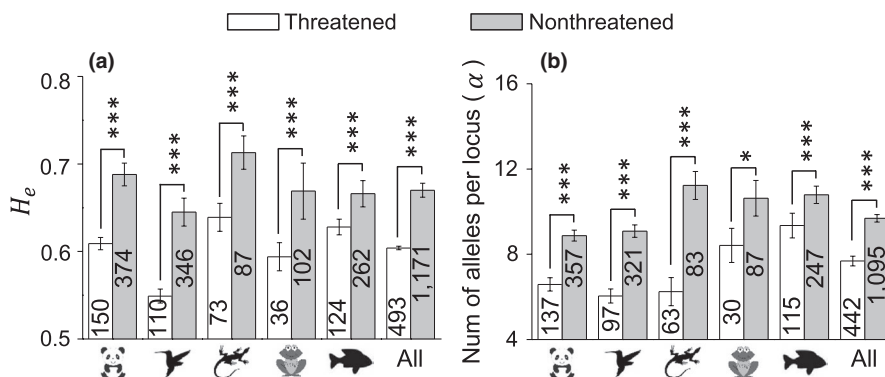 Threatened Nonthreatened
(a)
0.8
0.7
0.6
0.5
He
***
***
***
***
***
***
150 374 110 346 73 87 36 102 124 262 493 1,171
All
(b)
16
12
8
4
Num of alleles per locus (α)
***
***
***
*
***
***
137 357 97 321 63 83 30 87 115 247 442 1,095
All